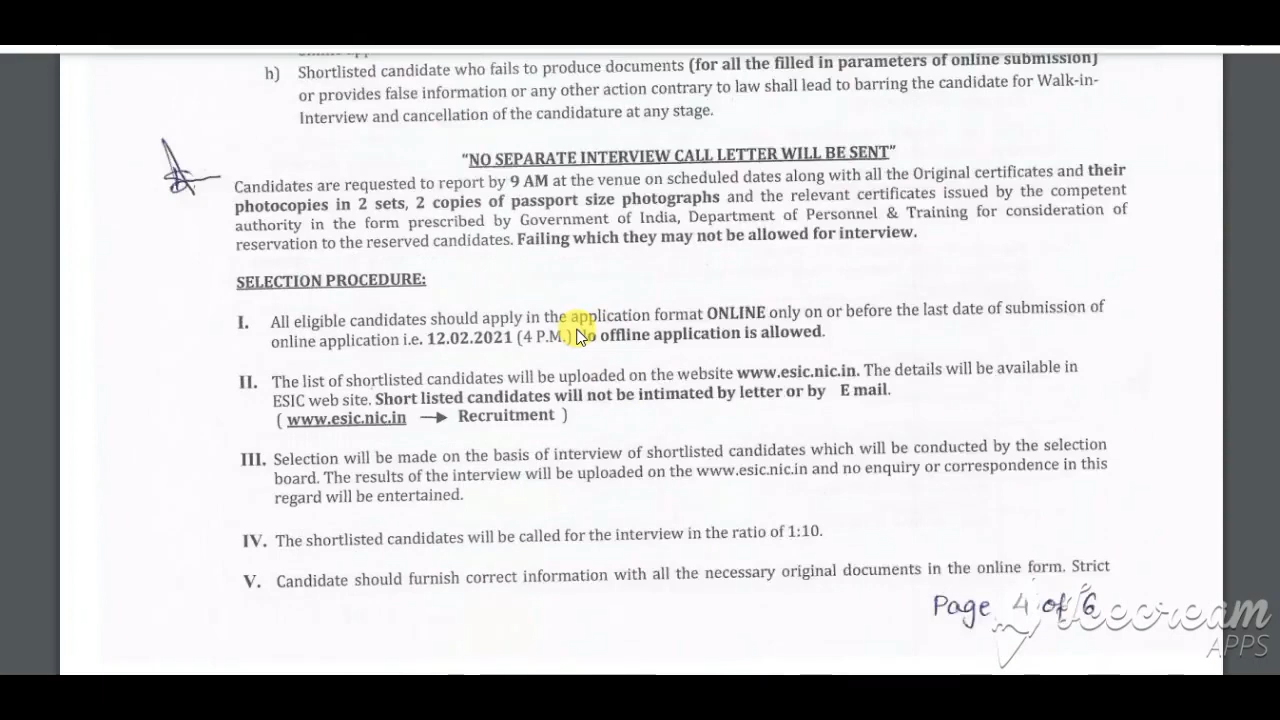 h) Shortlisted candidate who fails to produce documents (for all the filled in parameters of online submission)
or provides false information or any other action contrary to law shall lead to barring the candidate for Walk-in-
Interview and cancellation of the candidature at any stage.
"NO SEPARATE INTERVIEW CALL LETTER WILL BE SENT"
Candidates are requested to report by 9 AM at the venue on scheduled dates along with all the Original certificates and their
photocopies in 2 sets, 2 copies of passport size photographs and the relevant certificates issued by the competent
authority in the form prescribed by Government of India, Department of Personnel & Training for consideration of
reservation to the reserved candidates. Failing which they may not be allowed for interview.
SELECTION PROCEDURE:
I. All eligible candidates should apply in the application format ONLINE only on or before the last date of submission of
online application i.e. 12.02.2021 (4 P.M.) No offline application is allowed.
II. The list of shortlisted candidates will be uploaded on the website www.esic.nic.in. The details will be available in
ESIC web site. Short listed candidates will not be intimated by letter or by E mail.
( www.esic.nic.in → Recruitment )
III. Selection will be made on the basis of interview of shortlisted candidates which will be conducted by the selection
board. The results of the interview will be uploaded on the www.esic.nic.in and no enquiry or correspondence in this
regard will be entertained.
IV. The shortlisted candidates will be called for the interview in the ratio of 1:10.
V. Candidate should furnish correct information with all the necessary original documents in the online form. Strict
Page 4 of 6
APPS